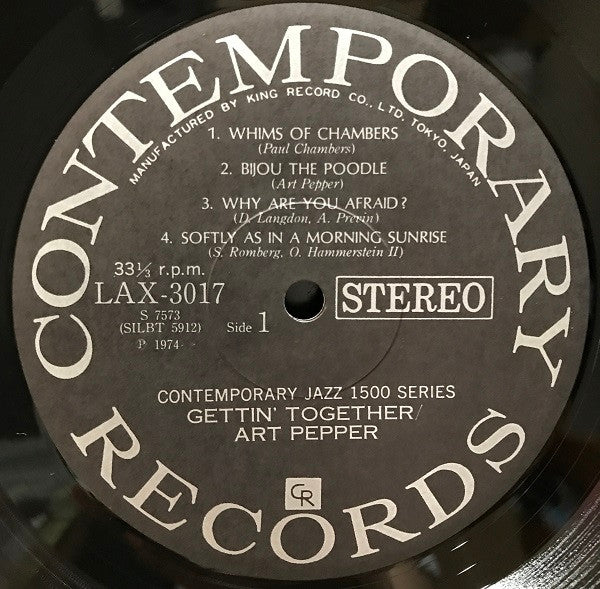 CONTEMPORARY
MANUFACTURED BY KING RECORD CO., LTD. TOKYO, JAPAN
1. WHIMS OF CHAMBERS
(Paul Chambers)
2. BIJOU THE POODLE
(Art Pepper)
3. WHY ARE YOU AFRAID?
(D. Langdon, A. Previn)
4. SOFTLY AS IN A MORNING SUNRISE
(S. Romberg, O. Hammerstein II)
33⅓ r.p.m.
LAX-3017
STEREO
S 7573
(SILBT 5912) Side 1
℗ 1974
CONTEMPORARY JAZZ 1500 SERIES
GETTIN' TOGETHER/
ART PEPPER
CR
RECORDS